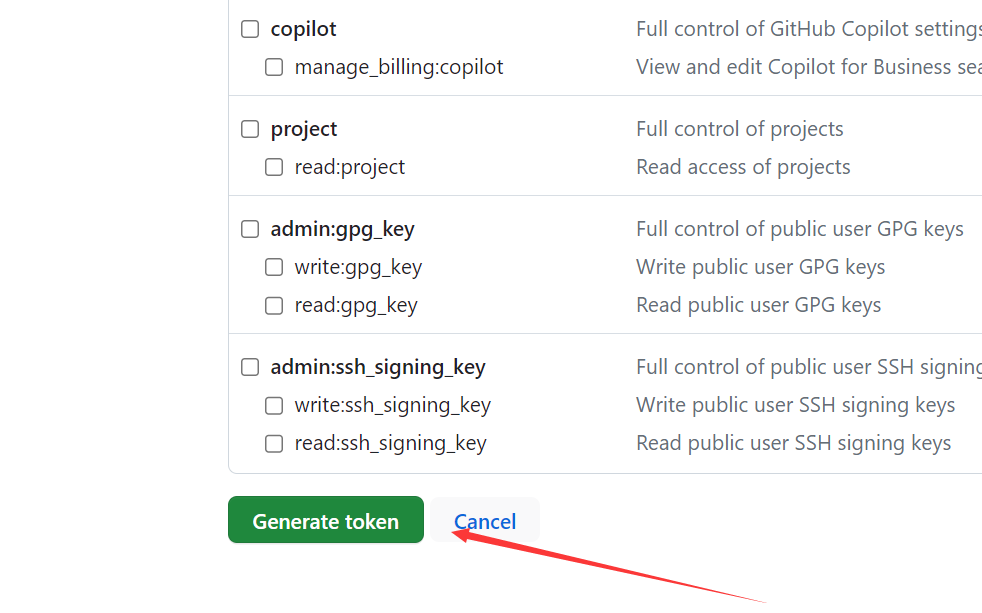 copilot Full control of GitHub Copilot settings
manage_billing:copilot View and edit Copilot for Business
project Full control of projects
read:project Read access of projects
admin:gpg_key Full control of public user GPG keys
write:gpg_key Write public user GPG keys
read:gpg_key Read public user GPG keys
admin:ssh_signing_key Full control of public user SSH signing
write:ssh_signing_key Write public user SSH signing keys
read:ssh_signing_key Read public user SSH signing keys
Generate token Cancel